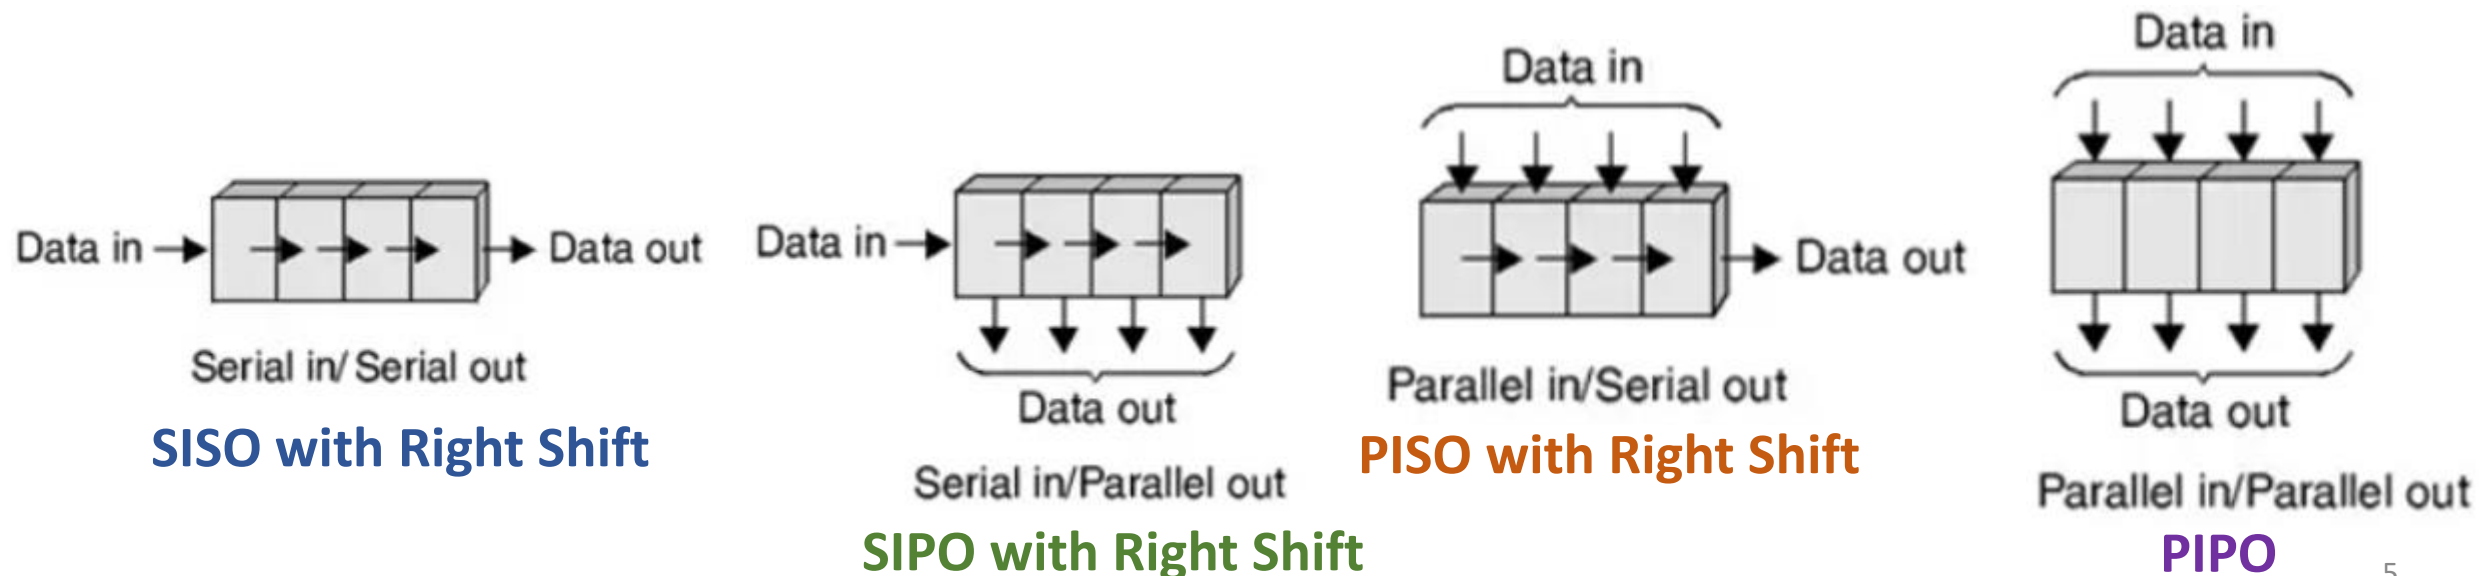 Data in
Data out
Serial in/Serial out
SISO with Right Shift
Data in
Data out
Serial in/Parallel out
SIPO with Right Shift
Data in
Data out
Parallel in/Serial out
PISO with Right Shift
Data in
Data out
Parallel in/Parallel out
PIPO
5